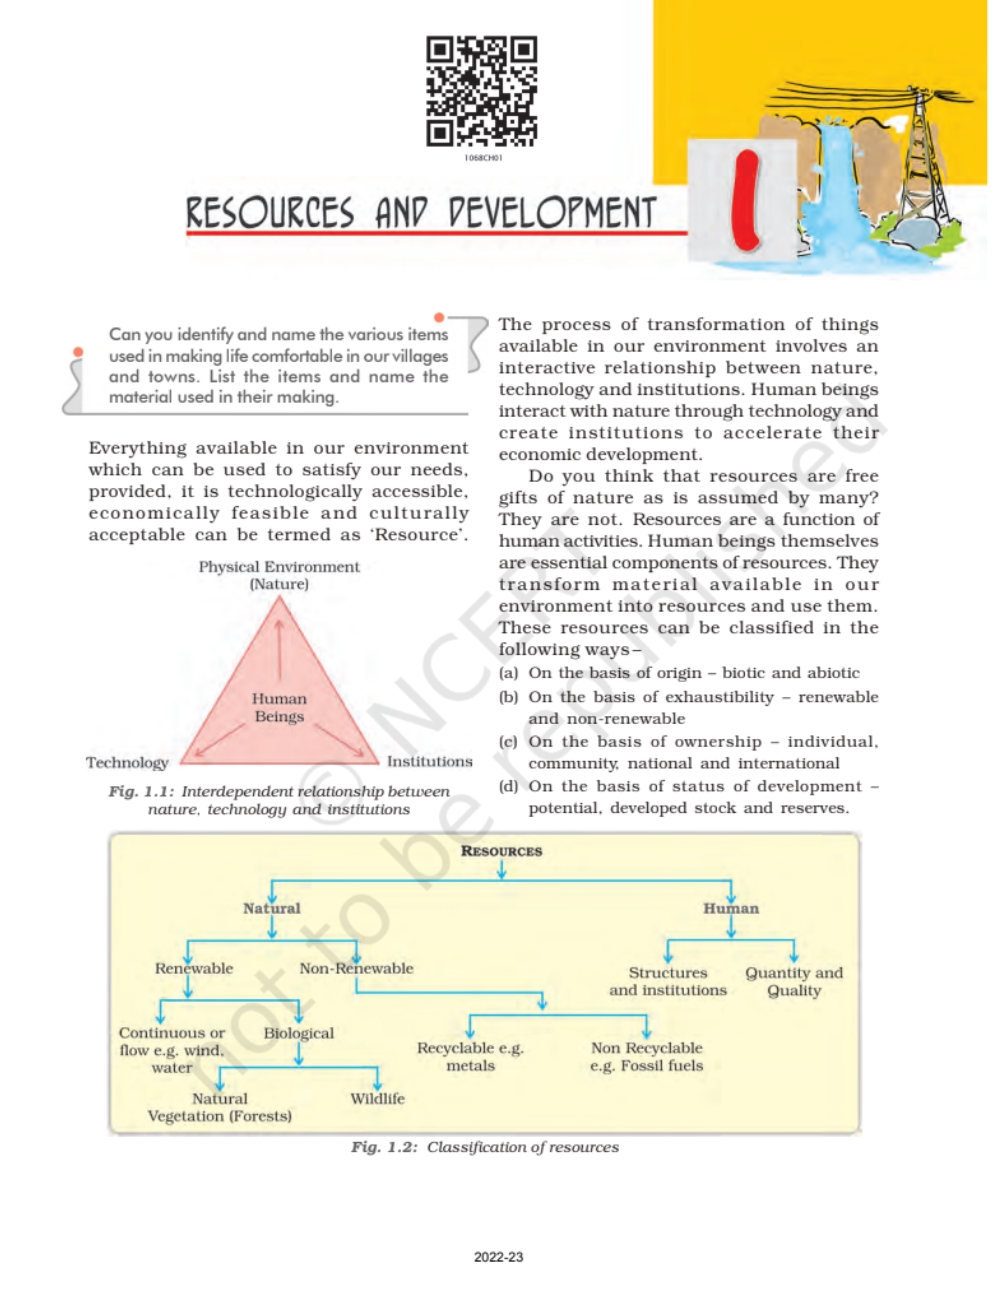 1068CH01
RESOURCES AND DEVELOPMENT
1
Can you identify and name the various items
used in making life comfortable in our villages
and towns. List the items and name the
material used in their making.
Everything available in our environment
which can be used to satisfy our needs,
provided, it is technologically accessible,
economically feasible and culturally
acceptable can be termed as ‘Resource’.
Physical Environment
(Nature)
Human
Beings
Technology
Institutions
Fig. 1.1: Interdependent relationship between
nature, technology and institutions
The process of transformation of things
available in our environment involves an
interactive relationship between nature,
technology and institutions. Human beings
interact with nature through technology and
create institutions to accelerate their
economic development.
Do you think that resources are free
gifts of nature as is assumed by many?
They are not. Resources are a function of
human activities. Human beings themselves
are essential components of resources. They
transform material available in our
environment into resources and use them.
These resources can be classified in the
following ways–
(a) On the basis of origin – biotic and abiotic
(b) On the basis of exhaustibility – renewable
and non-renewable
(c) On the basis of ownership – individual,
community, national and international
(d) On the basis of status of development –
potential, developed stock and reserves.
RESOURCES
Natural
Human
Renewable
Non-Renewable
Structures
and institutions
Quantity and
Quality
Continuous or
flow e.g. wind,
water
Biological
Recyclable e.g.
metals
Non Recyclable
e.g. Fossil fuels
Natural
Vegetation (Forests)
Wildlife
Fig. 1.2: Classification of resources
© NCERT
not to be republished
2022-23